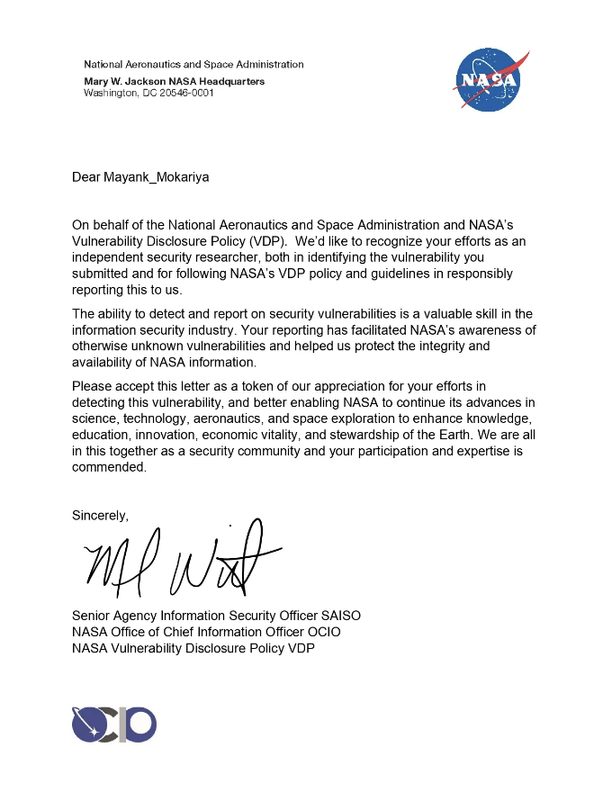 National Aeronautics and Space Administration
Mary W. Jackson NASA Headquarters
Washington, DC 20546-0001
NASA
Dear Mayank_Mokariya
On behalf of the National Aeronautics and Space Administration and NASA's
Vulnerability Disclosure Policy (VDP).  We'd like to recognize your efforts as an
independent security researcher, both in identifying the vulnerability you
submitted and for following NASA's VDP policy and guidelines in responsibly
reporting this to us.
The ability to detect and report on security vulnerabilities is a valuable skill in the
information security industry. Your reporting has facilitated NASA's awareness of
otherwise unknown vulnerabilities and helped us protect the integrity and
availability of NASA information.
Please accept this letter as a token of our appreciation for your efforts in
detecting this vulnerability, and better enabling NASA to continue its advances in
science, technology, aeronautics, and space exploration to enhance knowledge,
education, innovation, economic vitality, and stewardship of the Earth. We are all
in this together as a security community and your participation and expertise is
commended.
Sincerely,
Senior Agency Information Security Officer SAISO
NASA Office of Chief Information Officer OCIO
NASA Vulnerability Disclosure Policy VDP
OCIO